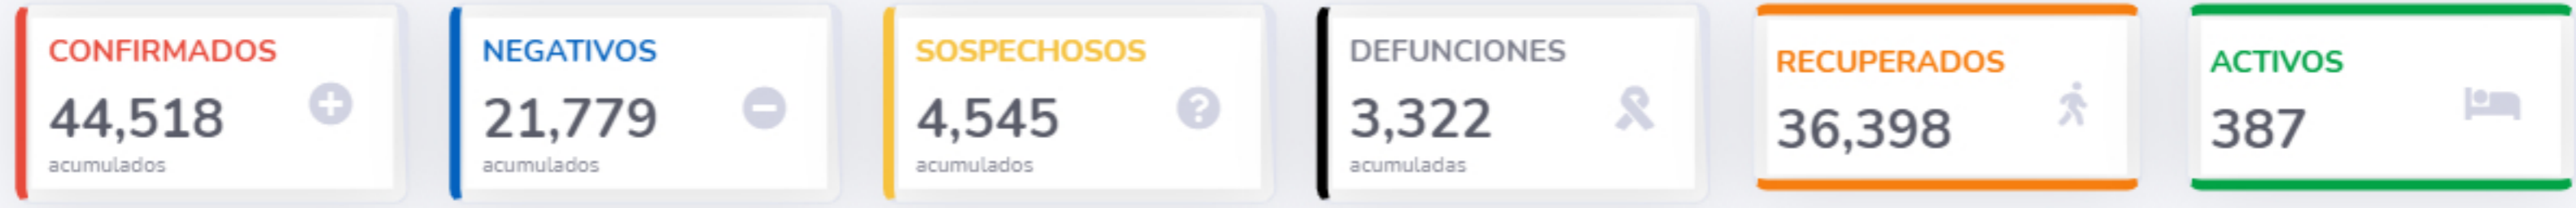 CONFIRMADOS
44,518
acumulados
NEGATIVOS
21,779
acumulados
SOSPECHOSOS
4,545
acumulados
DEFUNCIONES
3,322
acumuladas
RECUPERADOS
36,398
ACTIVOS
387